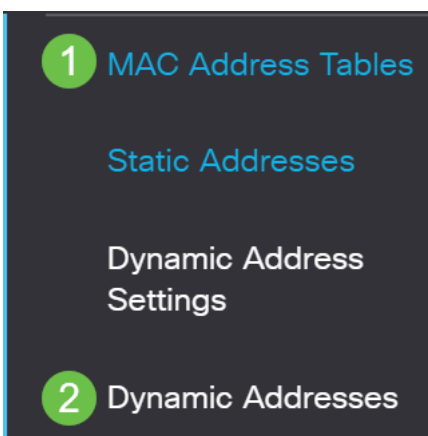 1 MAC Address Tables
Static Addresses
Dynamic Address
Settings
2 Dynamic Addresses